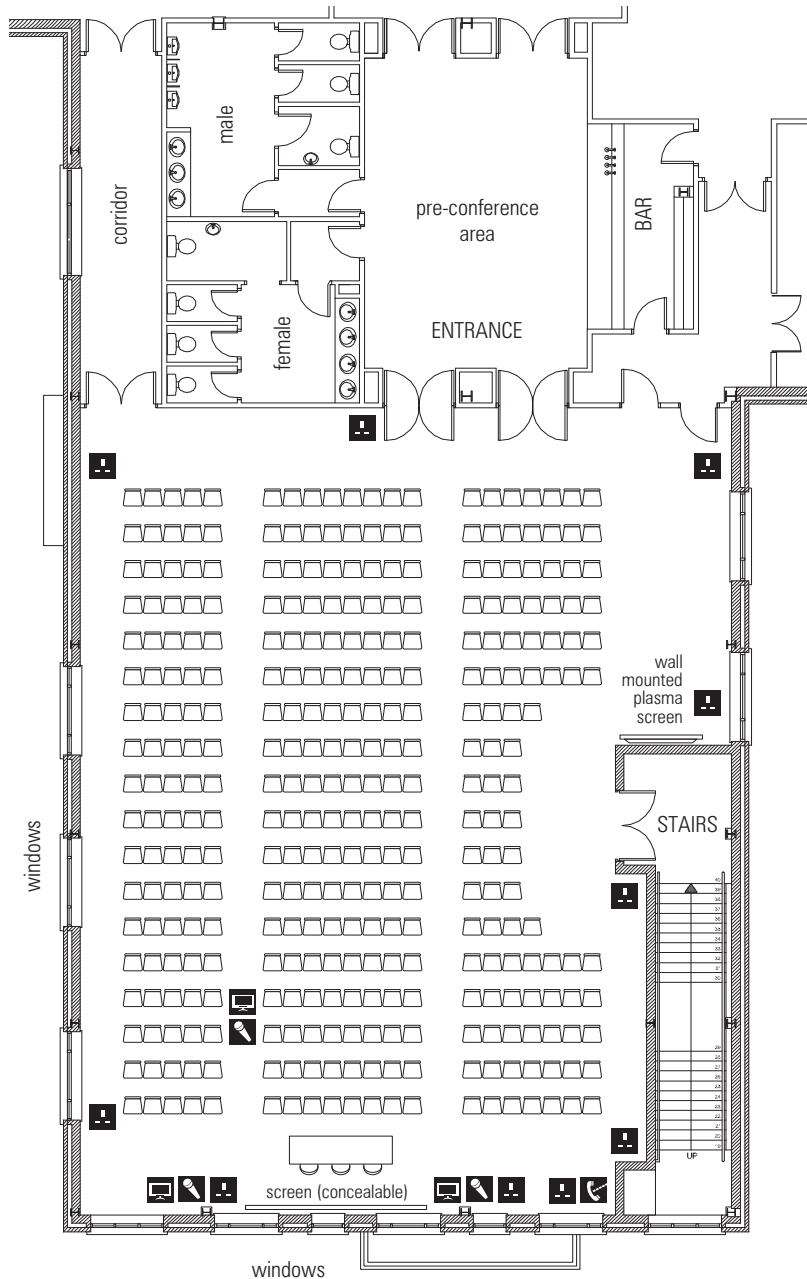 male
corridor
pre-conference
area
BAR
female
ENTRANCE
wall
mounted
plasma
screen
STAIRS
windows
UP
screen (concealable)
windows